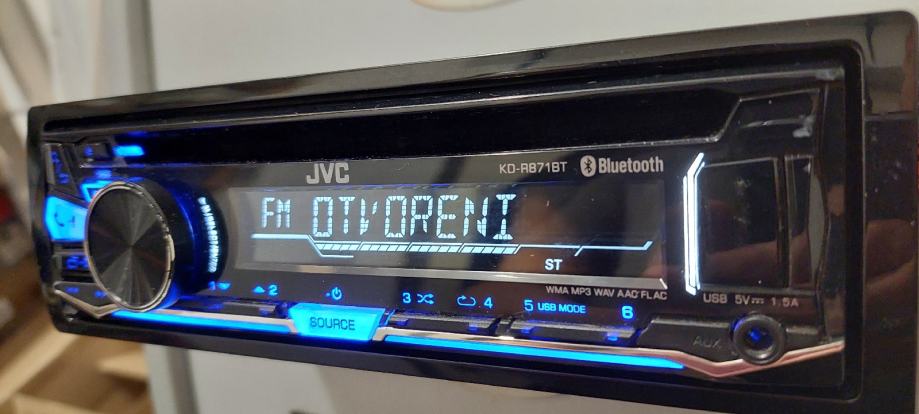 JVC
KD-R871BT Bluetooth
FM OTVORENI
ST
WMA MP3 WAV AAC FLAC
USB 5V 1.5A
1 2 3 4 5 USB MODE 6
SOURCE
AUX